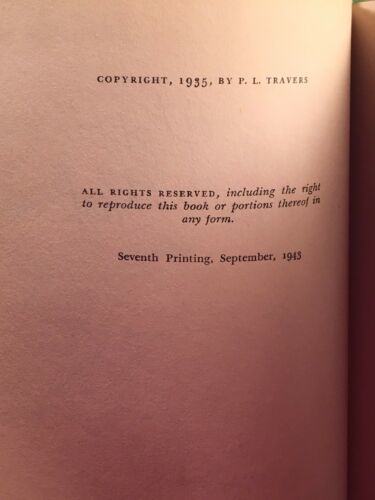 COPYRIGHT, 1935, BY P. L. TRAVERS
ALL RIGHTS RESERVED, including the right
to reproduce this book or portions thereof in
any form.
Seventh Printing, September, 1943